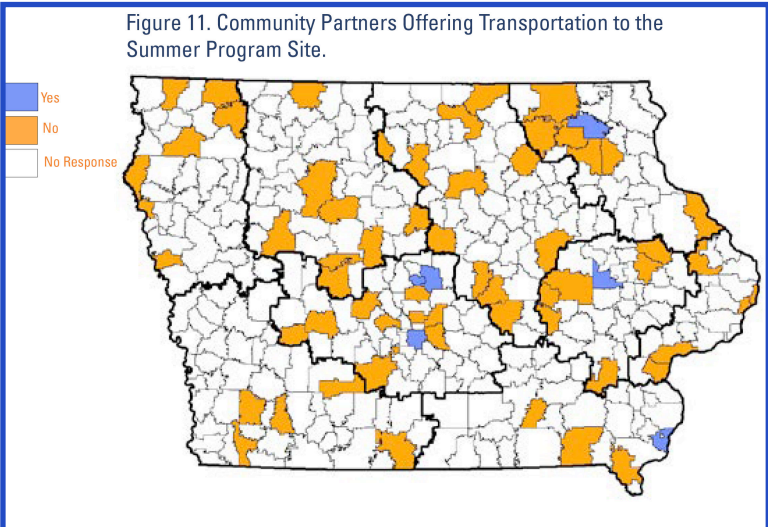 Figure 11. Community Partners Offering Transportation to the
Summer Program Site.
Yes
No
No Response